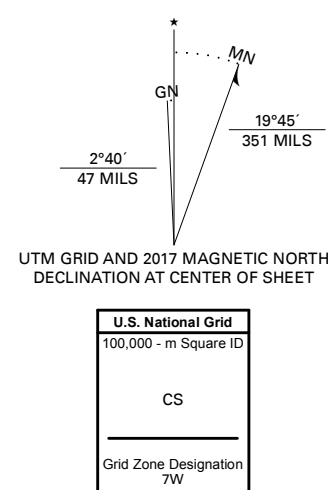 ★
MN
GN
19°45´
351 MILS
2°40´
47 MILS
UTM GRID AND 2017 MAGNETIC NORTH
DECLINATION AT CENTER OF SHEET
U.S. National Grid
100,000 - m Square ID
CS
Grid Zone Designation
7W